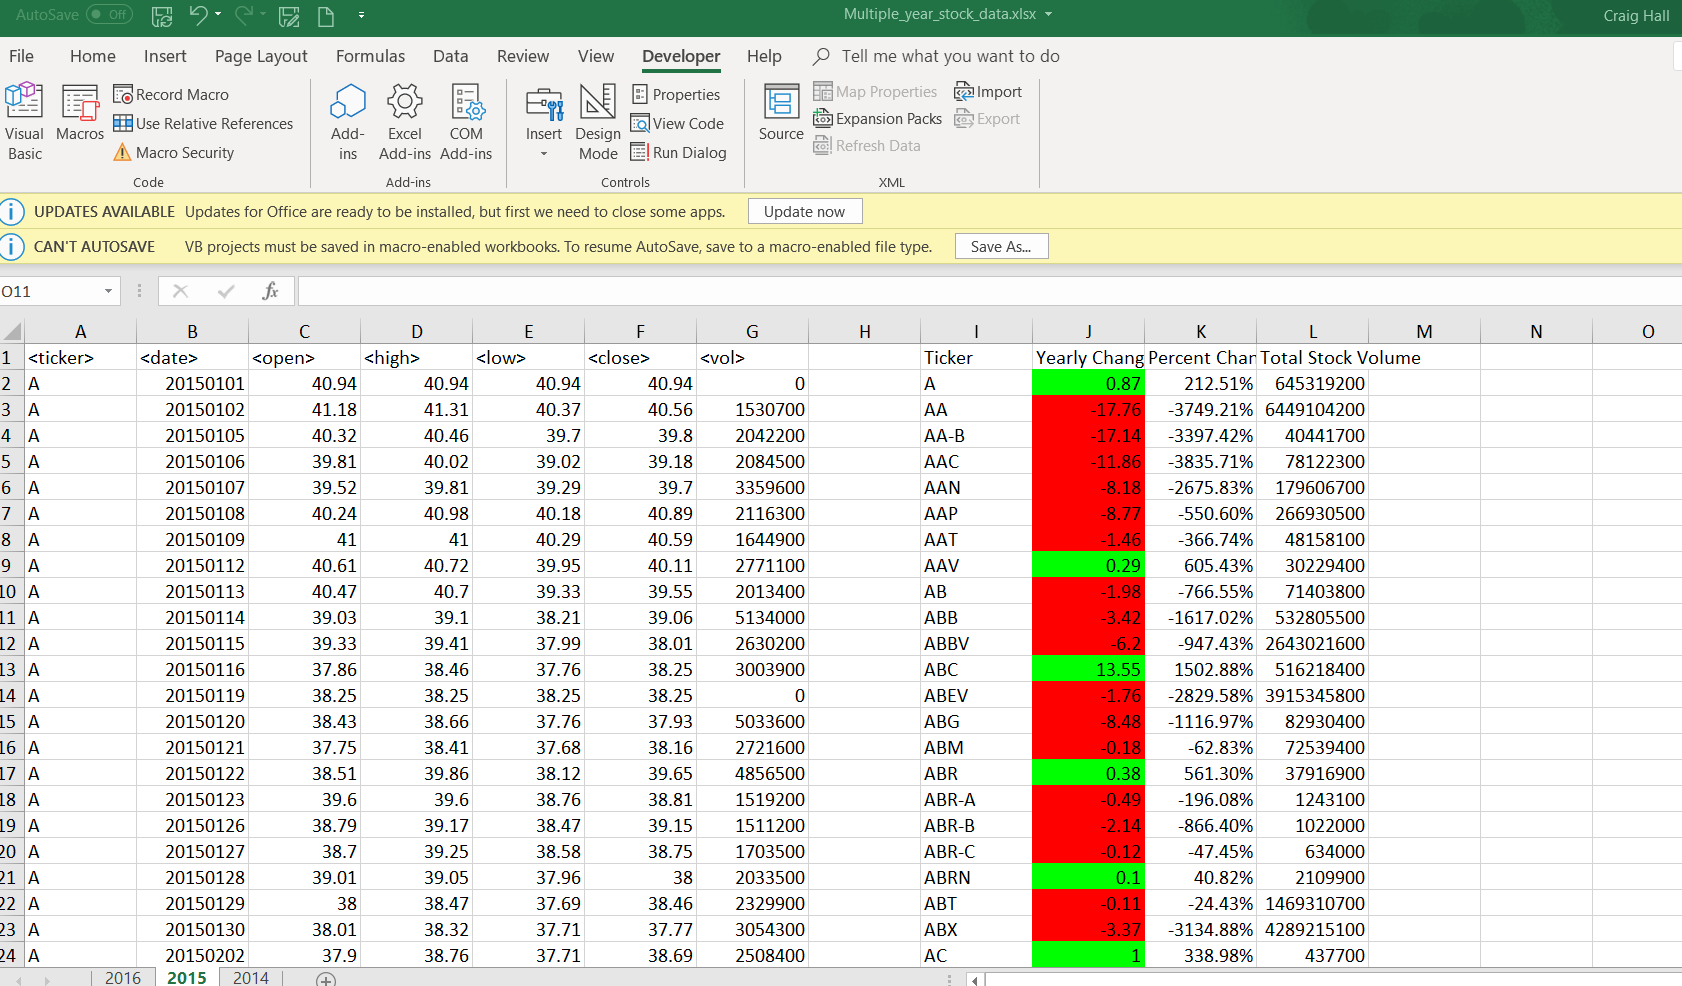 AutoSave Off Multiple_year_stock_data.xlsx Craig Hall
File Home Insert Page Layout Formulas Data Review View Developer Help Tell me what you want to do
Visual Basic
Macros
Record Macro
Use Relative References
Macro Security
Code
Add-ins
Excel Add-ins
COM Add-ins
Add-ins
Insert
Design Mode
Properties
View Code
Run Dialog
Controls
Source
Map Properties
Expansion Packs
Refresh Data
Import
Export
XML
UPDATES AVAILABLE Updates for Office are ready to be installed, but first we need to close some apps. Update now
CAN'T AUTOSAVE VB projects must be saved in macro-enabled workbooks. To resume AutoSave, save to a macro-enabled file type. Save As...
O11 fx
A B C D E F G H I J K L M N O
1 <ticker> <date> <open> <high> <low> <close> <vol> Ticker Yearly Chang Percent Chan Total Stock Volume
2 A 20150101 40.94 40.94 40.94 40.94 0 A 0.87 212.51% 645319200
3 A 20150102 41.18 41.31 40.37 40.56 1530700 AA -17.76 -3749.21% 6449104200
4 A 20150105 40.32 40.46 39.7 39.8 2042200 AA-B -17.14 -3397.42% 40441700
5 A 20150106 39.81 40.02 39.02 39.18 2084500 AAC -11.86 -3835.71% 78122300
6 A 20150107 39.52 39.81 39.29 39.7 3359600 AAN -8.18 -2675.83% 179606700
7 A 20150108 40.24 40.98 40.18 40.89 2116300 AAP -8.77 -550.60% 266930500
8 A 20150109 41 41 40.29 40.59 1644900 AAT -1.46 -366.74% 48158100
9 A 20150112 40.61 40.72 39.95 40.11 2771100 AAV 0.29 605.43% 30229400
10 A 20150113 40.47 40.7 39.33 39.55 2013400 AB -1.98 -766.55% 71403800
11 A 20150114 39.03 39.1 38.21 39.06 5134000 ABB -3.42 -1617.02% 532805500
12 A 20150115 39.33 39.41 37.99 38.01 2630200 ABBV -6.2 -947.43% 2643021600
13 A 20150116 37.86 38.46 37.76 38.25 3003900 ABC 13.55 1502.88% 516218400
14 A 20150119 38.25 38.25 38.25 38.25 0 ABEV -1.76 -2829.58% 3915345800
15 A 20150120 38.43 38.66 37.76 37.93 5033600 ABG -8.48 -1116.97% 82930400
16 A 20150121 37.75 38.41 37.68 38.16 2721600 ABM -0.18 -62.83% 72539400
17 A 20150122 38.51 39.86 38.12 39.65 4856500 ABR 0.38 561.30% 37916900
18 A 20150123 39.6 39.6 38.76 38.81 1519200 ABR-A -0.49 -196.08% 1243100
19 A 20150126 38.79 39.17 38.47 39.15 1511200 ABR-B -2.14 -866.40% 1022000
20 A 20150127 38.7 39.25 38.58 38.75 1703500 ABR-C -0.12 -47.45% 634000
21 A 20150128 39.01 39.05 37.96 38 2033500 ABRN 0.1 40.82% 2109900
22 A 20150129 38 38.47 37.69 38.46 2329900 ABT -0.11 -24.43% 1469310700
23 A 20150130 38.01 38.32 37.71 37.77 3054300 ABX -3.37 -3134.88% 4289215100
24 A 20150202 37.9 38.76 37.71 38.69 2508400 AC 1 338.98% 437700
2016 2015 2014